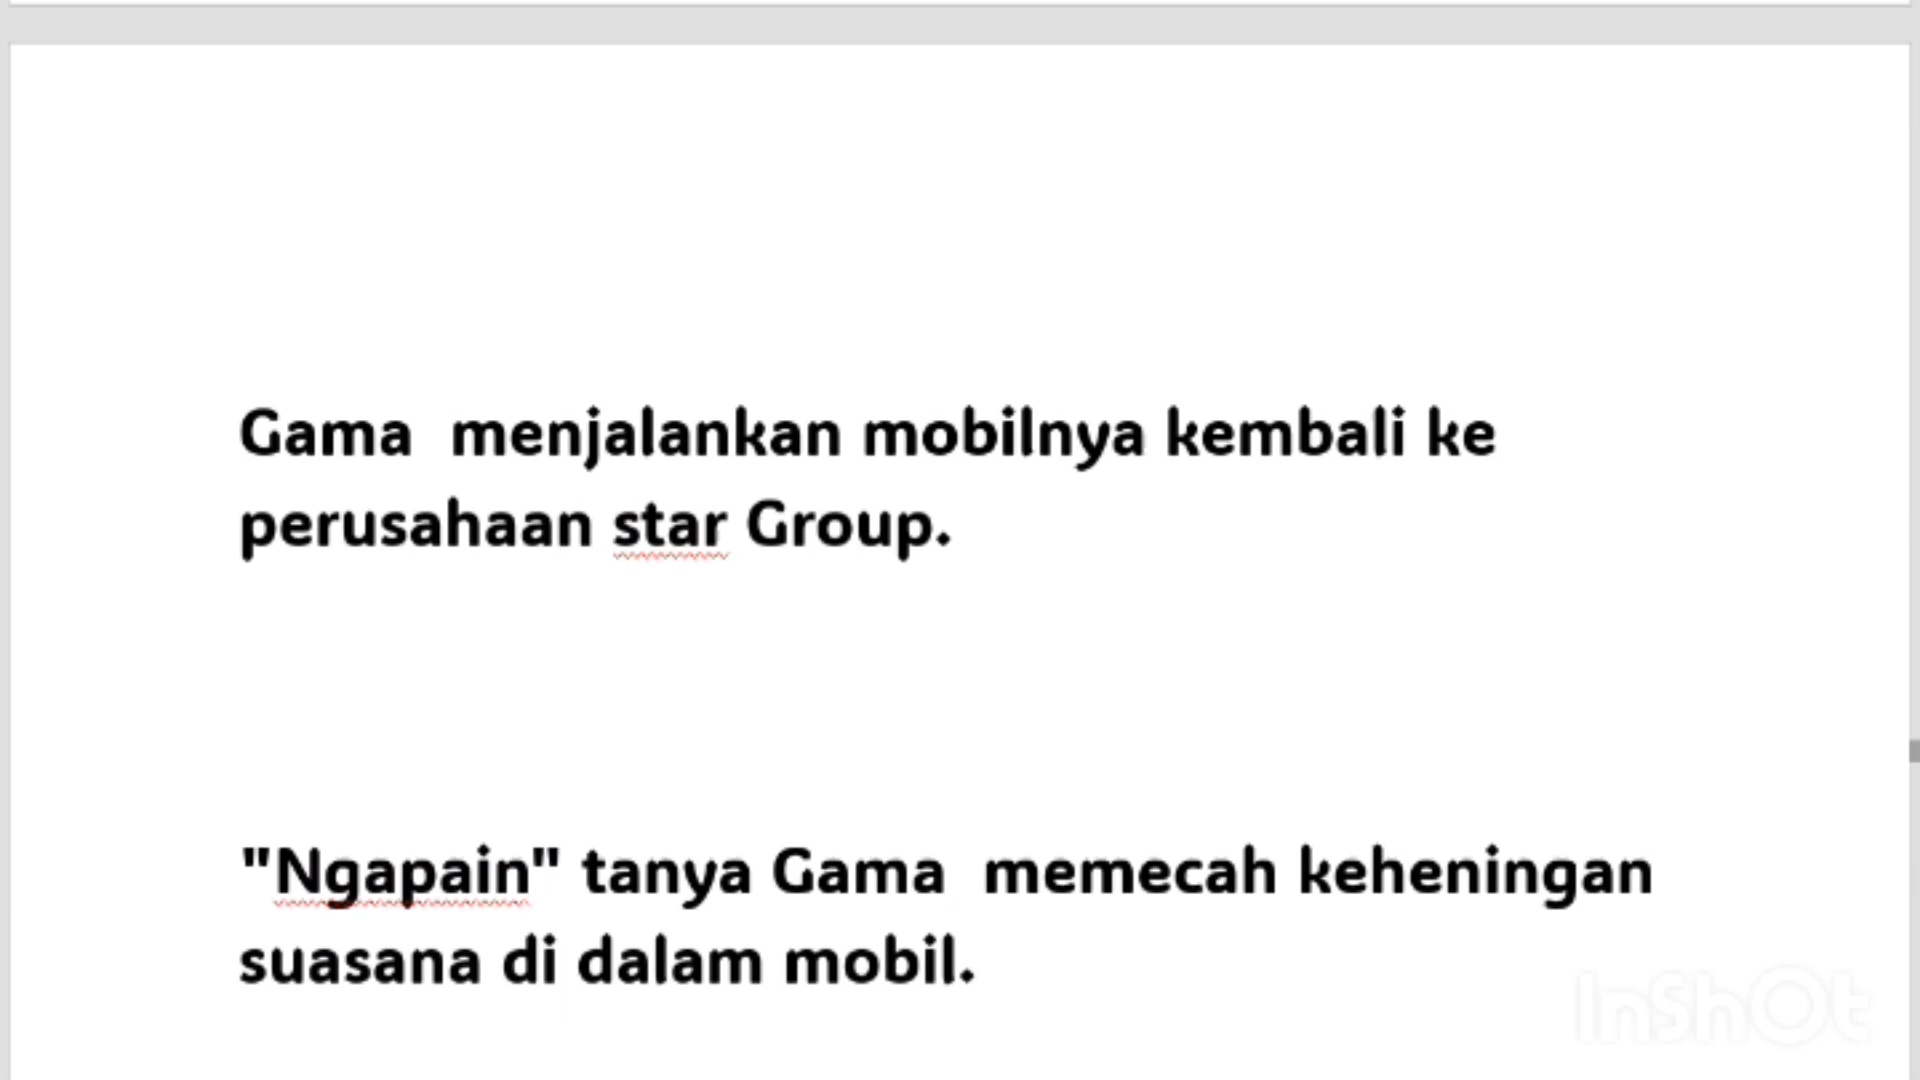 Gama  menjalankan mobilnya kembali ke
perusahaan star Group.
"Ngapain" tanya Gama  memecah keheningan
suasana di dalam mobil.
InShOt